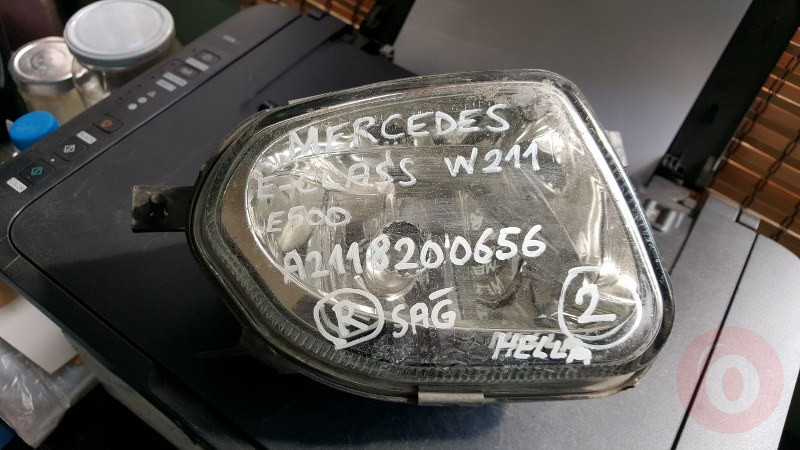 MERCEDES
E-CLASS W211
E500
A2118200656
R SAĞ
2
HELLA